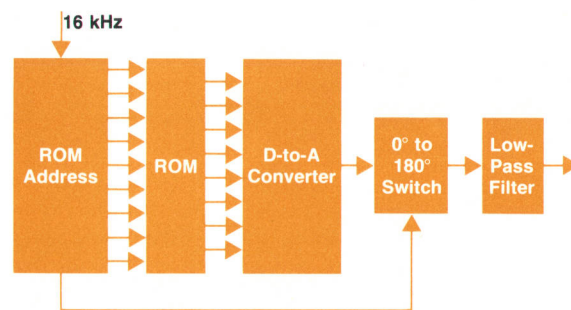 16 kHz
ROM
Address
ROM
D-to-A
Converter
0° to
180°
Switch
Low-
Pass
Filter